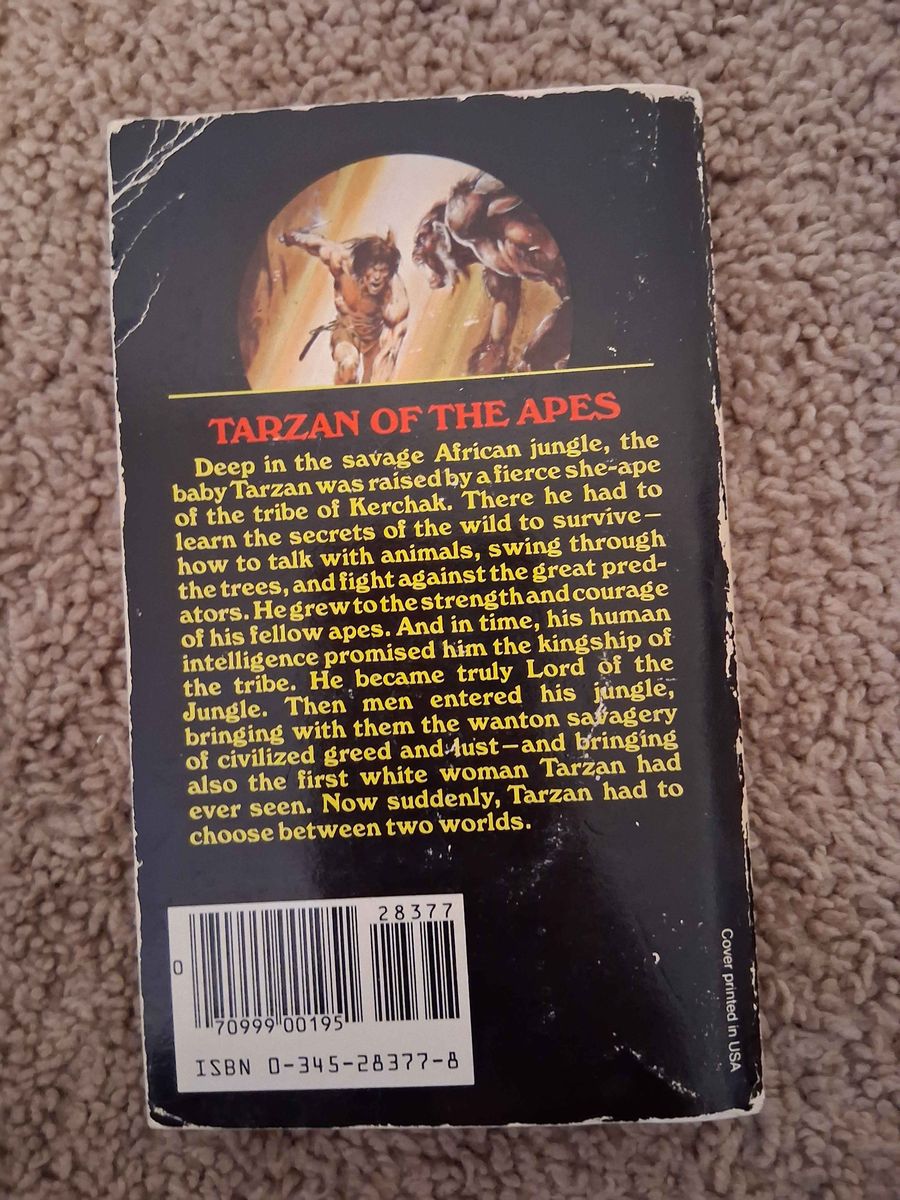 TARZAN OF THE APES
Deep in the savage African jungle, the
baby Tarzan was raised by a fierce she-ape
of the tribe of Kerchak. There he had to
learn the secrets of the wild to survive—
how to talk with animals, swing through
the trees, and fight against the great pred-
ators. He grew to the strength and courage
of his fellow apes. And in time, his human
intelligence promised him the kingship of
the tribe. He became truly Lord of the
Jungle. Then men entered his jungle,
bringing with them the wanton savagery
of civilized greed and lust—and bringing
also the first white woman Tarzan had
ever seen. Now suddenly, Tarzan had to
choose between two worlds.
28377
0
70999 00195
ISBN 0-345-28377-8
Cover printed in USA